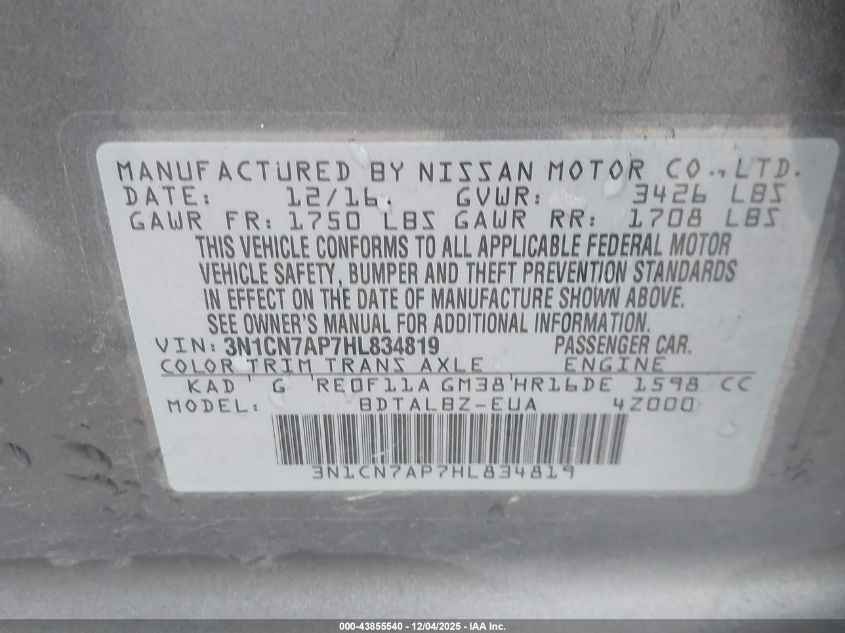 MANUFACTURED BY NISSAN MOTOR CO., LTD.
DATE: 12/16 GVWR: 3426 LBS
GAWR FR: 1750 LBS GAWR RR: 1708 LBS
THIS VEHICLE CONFORMS TO ALL APPLICABLE FEDERAL MOTOR
VEHICLE SAFETY, BUMPER AND THEFT PREVENTION STANDARDS
IN EFFECT ON THE DATE OF MANUFACTURE SHOWN ABOVE.
SEE OWNER'S MANUAL FOR ADDITIONAL INFORMATION.
VIN: 3N1CN7AP7HL834819 PASSENGER CAR.
COLOR TRIM TRANS AXLE ENGINE
KAD G RE0F11A GM38 HR16DE 1598 CC
MODEL: BDTALBZ-EUA 4Z000
3N1CN7AP7HL834819
000-43855540 - 12/04/2025 - IAA Inc.